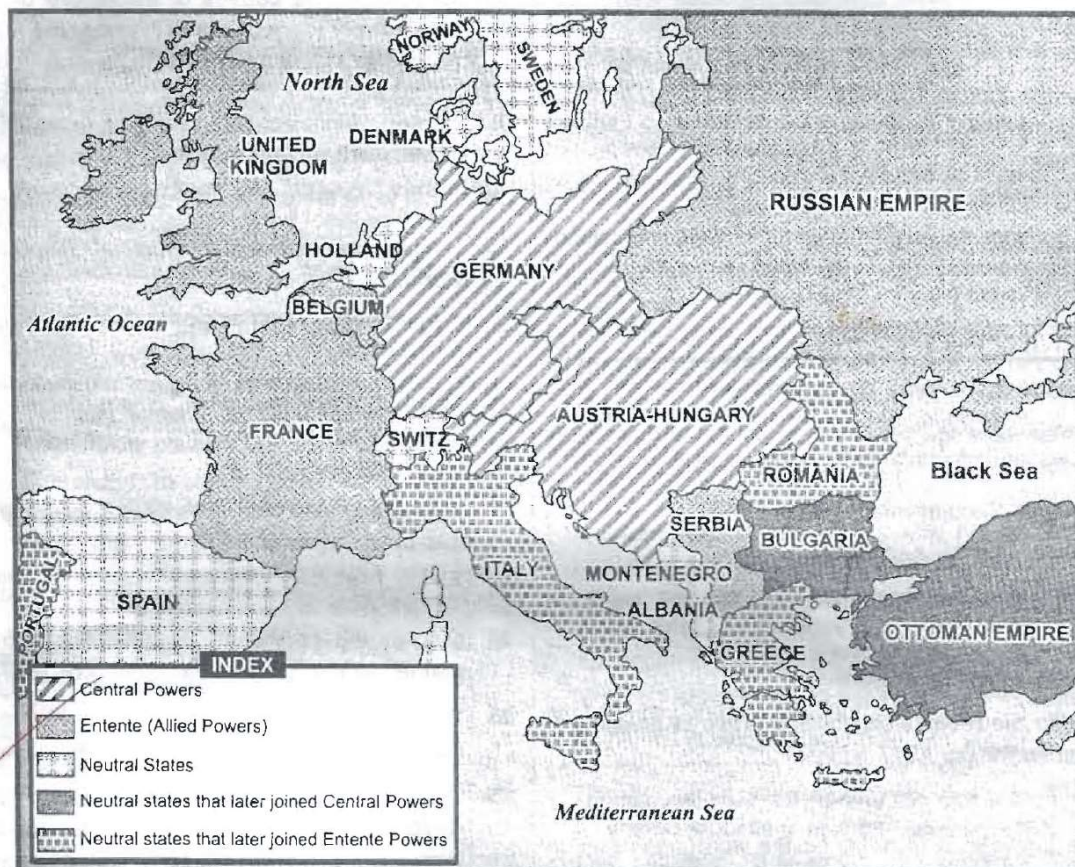 NORWAY
SWEDEN
North Sea
DENMARK
UNITED
KINGDOM
RUSSIAN EMPIRE
HOLLAND
GERMANY
BELGIUM
Atlantic Ocean
AUSTRIA-HUNGARY
FRANCE
SWITZ
ROMANIA
Black Sea
SERBIA
BULGARIA
ITALY
MONTENEGRO
PORTUGAL
SPAIN
ALBANIA
OTTOMAN EMPIRE
GREECE
INDEX
Central Powers
Entente (Allied Powers)
Neutral States
Neutral states that later joined Central Powers
Neutral states that later joined Entente Powers
Mediterranean Sea